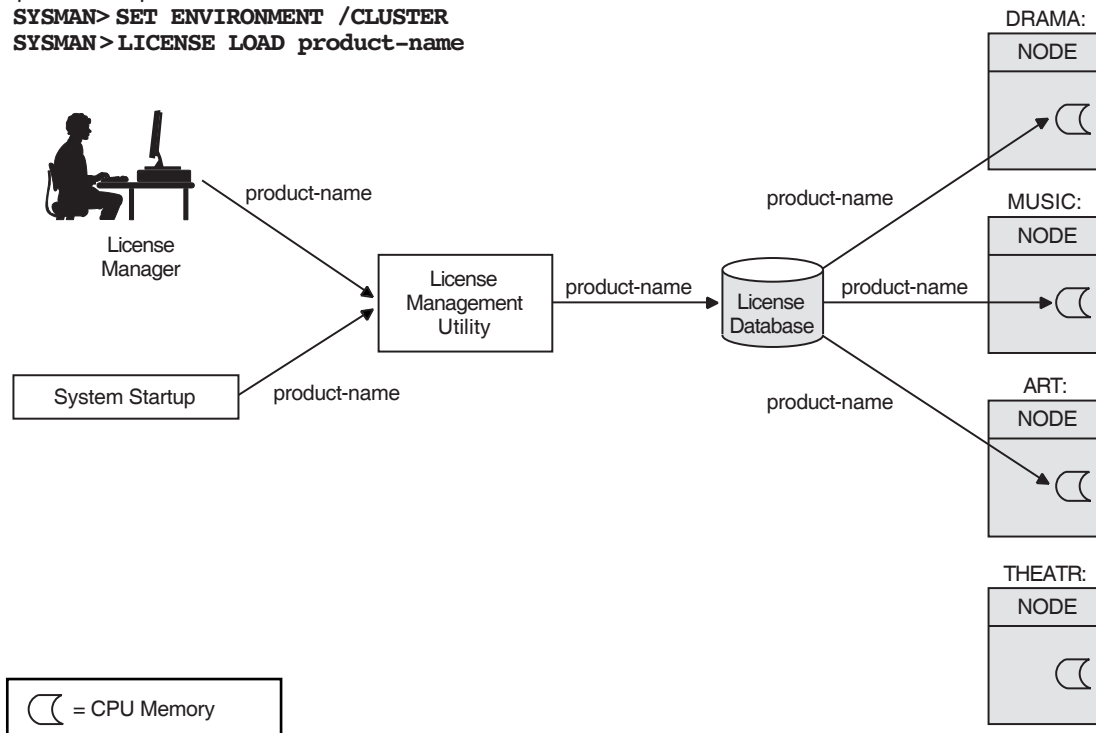 SYSMAN> SET ENVIRONMENT /CLUSTER
SYSMAN> LICENSE LOAD product-name
DRAMA:
NODE
product-name
product-name
MUSIC:
NODE
License
Manager
License
Management
Utility
product-name
License
Database
product-name
ART:
NODE
System Startup
product-name
product-name
THEATR:
NODE
= CPU Memory